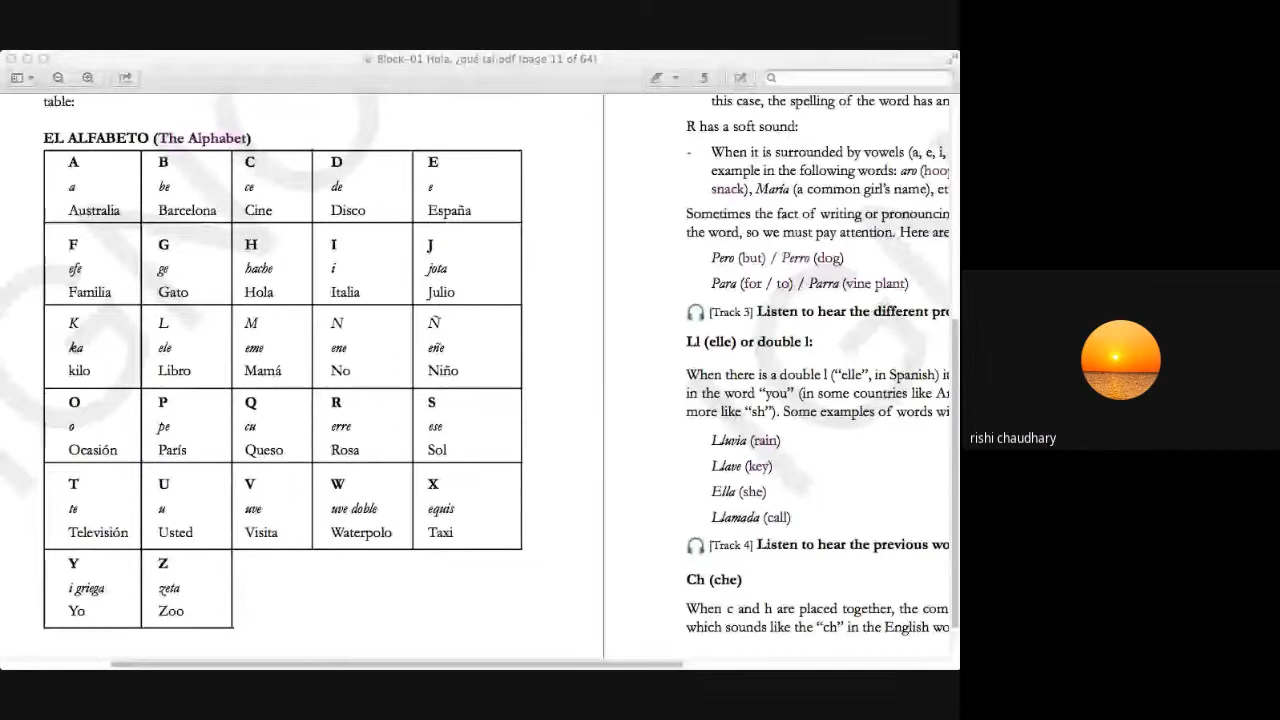 Block-01 Hola, ¿qué tal.pdf (page 11 of 64)
table:
EL ALFABETO (The Alphabet)
A B C D E
a be ce de e
Australia Barcelona Cine Disco España
F G H I J
efe ge hache i jota
Familia Gato Hola Italia Julio
K L M N Ñ
ka ele eme ene eñe
kilo Libro Mamá No Niño
O P Q R S
o pe cu erre ese
Ocasión París Queso Rosa Sol
T U V W X
te u uve uve doble equis
Televisión Usted Visita Waterpolo Taxi
Y Z
i griega zeta
Yo Zoo
this case, the spelling of the word has an
R has a soft sound:
- When it is surrounded by vowels (a, e, i,
example in the following words: aro (hoo
snack), María (a common girl's name), et
Sometimes the fact of writing or pronouncin
the word, so we must pay attention. Here are
Pero (but) / Perro (dog)
Para (for / to) / Parra (vine plant)
[Track 3] Listen to hear the different pro
Ll (elle) or double l:
When there is a double l ("elle", in Spanish) it
in the word "you" (in some countries like Ar
more like "sh"). Some examples of words wi
Lluvia (rain)
Llave (key)
Ella (she)
Llamada (call)
[Track 4] Listen to hear the previous wo
Ch (che)
When c and h are placed together, the com
which sounds like the "ch" in the English wo
rishi chaudhary